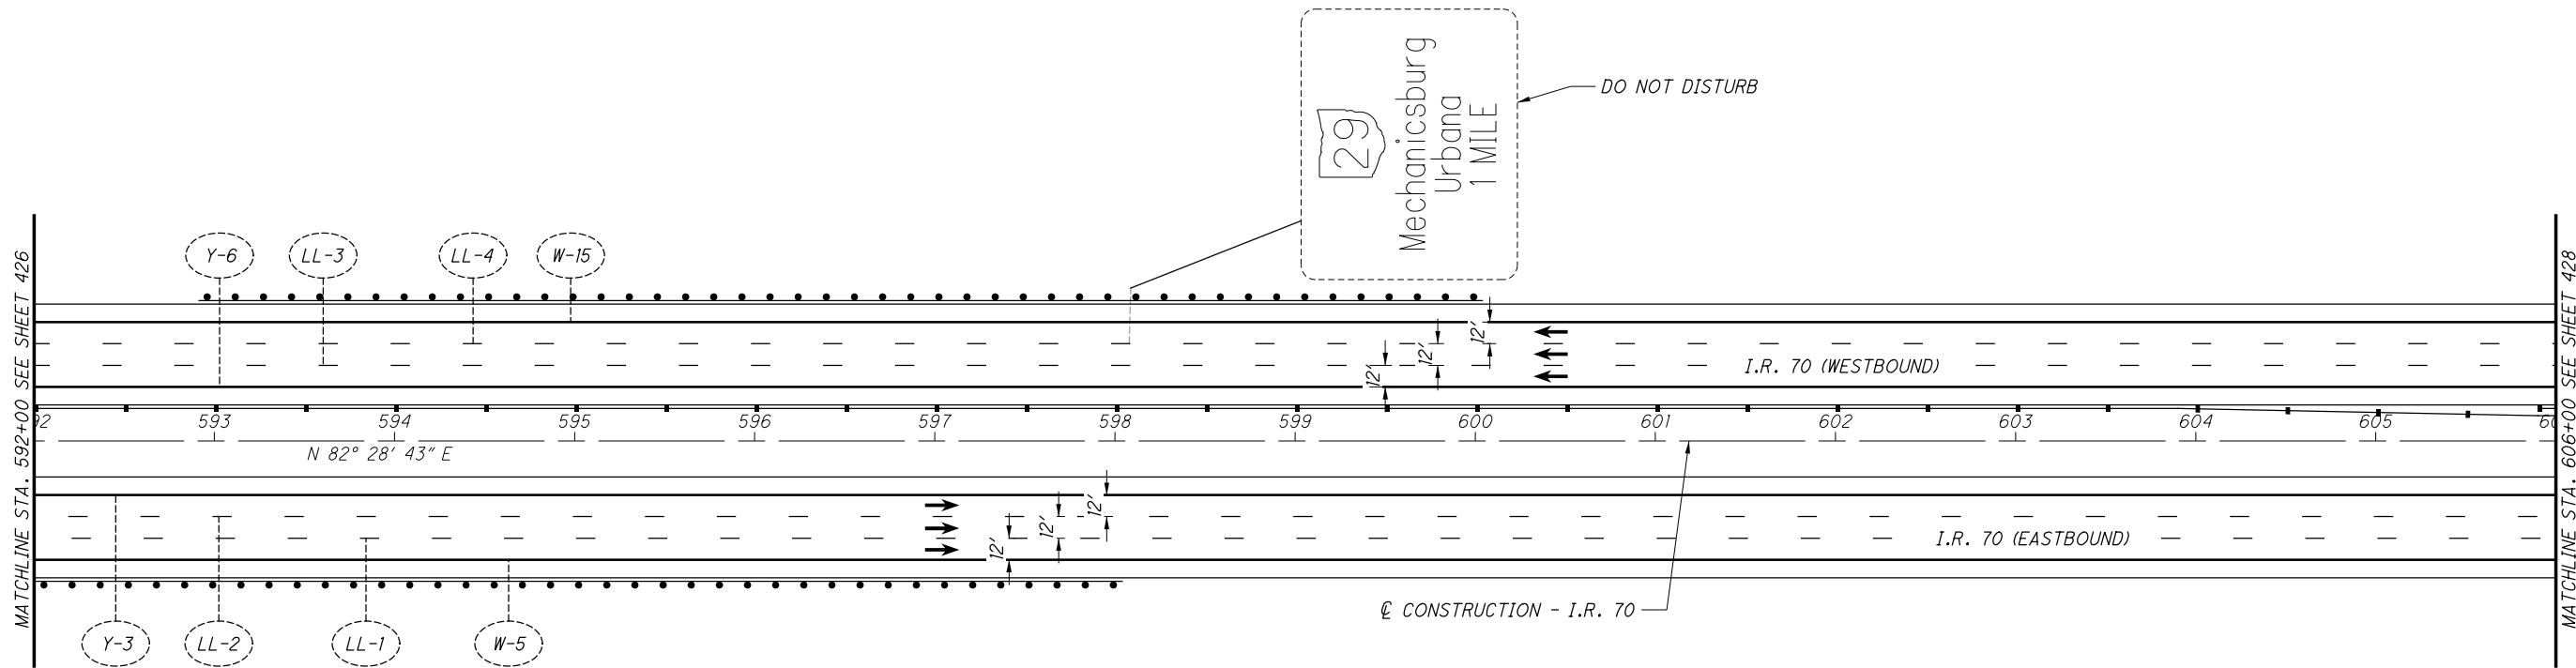 29
Mechanicsburg
Urbana
1 MILE
DO NOT DISTURB
MATCHLINE STA. 592+00 SEE SHEET 426
Y-6
LL-3
LL-4
W-15
12'
12'
12'
I.R. 70 (WESTBOUND)
593 594 595 596 597 598 599 600 601 602 603 604 605
N 82° 28' 43" E
12'
12'
12'
I.R. 70 (EASTBOUND)
℄ CONSTRUCTION - I.R. 70
Y-3
LL-2
LL-1
W-5
MATCHLINE STA. 606+00 SEE SHEET 428